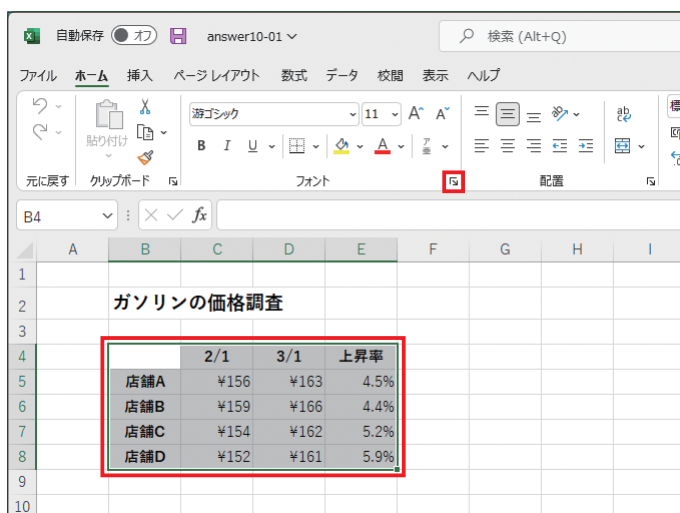 自動保存 オフ answer10-01 検索 (Alt+Q)
ファイル ホーム 挿入 ページ レイアウト 数式 データ 校閲 表示 ヘルプ
貼り付け 游ゴシック 11 A A ab 標
B I U A ア 亜
元に戻す クリップボード フォント 配置
B4 fx
A B C D E F G H I
1
2 ガソリンの価格調査
3
4 2/1 3/1 上昇率
5 店舗A ¥156 ¥163 4.5%
6 店舗B ¥159 ¥166 4.4%
7 店舗C ¥154 ¥162 5.2%
8 店舗D ¥152 ¥161 5.9%
9
10